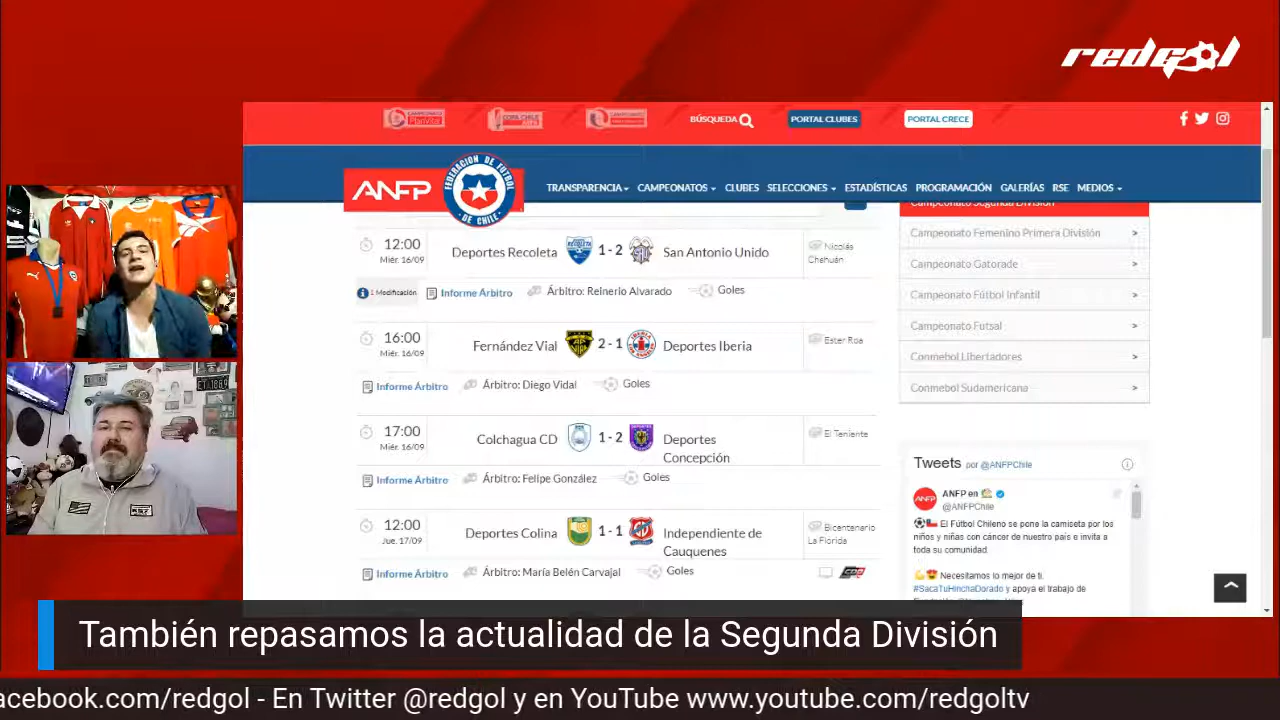 redgol
BÚSQUEDA
PORTAL CLUBES
PORTAL CRECE
ANFP
FEDERACION DE FUTBOL
DE CHILE
TRANSPARENCIA
CAMPEONATOS
CLUBES
SELECCIONES
ESTADÍSTICAS
PROGRAMACIÓN
GALERÍAS
RSE
MEDIOS
Campeonato Segunda División
12:00
Miér. 16/09
Deportes Recoleta 1 - 2 San Antonio Unido
Nicolás
Chehuán
1 Modificación
Informe Árbitro
Árbitro: Reinerio Alvarado
Goles
16:00
Miér. 16/09
Fernández Vial 2 - 1 Deportes Iberia
Ester Roa
Informe Árbitro
Árbitro: Diego Vidal
Goles
17:00
Miér. 16/09
Colchagua CD 1 - 2 Deportes
Concepción
El Teniente
Informe Árbitro
Árbitro: Felipe González
Goles
12:00
Jue. 17/09
Deportes Colina 1 - 1 Independiente de
Cauquenes
Bicentenario
La Florida
Informe Árbitro
Árbitro: María Belén Carvajal
Goles
CDF
Campeonato Femenino Primera División >
Campeonato Gatorade >
Campeonato Fútbol Infantil >
Campeonato Futsal >
Conmebol Libertadores >
Conmebol Sudamericana >
Tweets por @ANFPChile
ANFP en
@ANFPChile
El Fútbol Chileno se pone la camiseta por los
niños y niñas con cáncer de nuestro país e invita a
toda su comunidad
Necesitamos lo mejor de ti.
#SacaTuHinchaDorado y apoya el trabajo de
También repasamos la actualidad de la Segunda División
acebook.com/redgol - En Twitter @redgol y en YouTube www.youtube.com/redgoltv